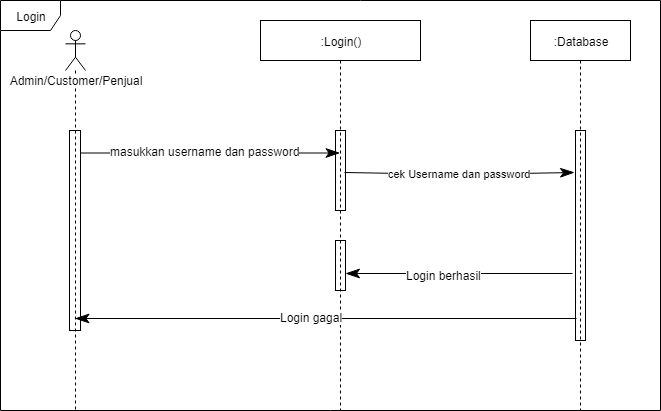 Login
:Login()
:Database
Admin/Customer/Penjual
masukkan username dan password
cek Username dan password
Login berhasil
Login gagal